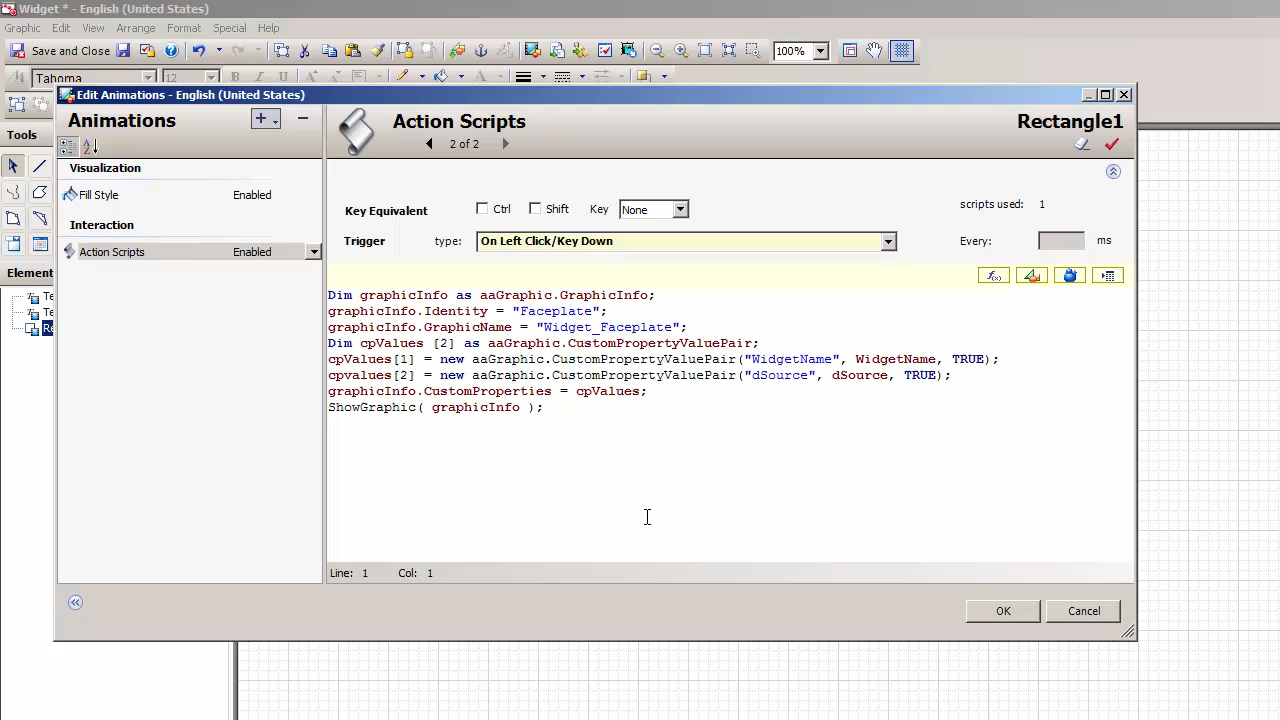 Widget * - English (United States)
Graphic Edit View Arrange Format Special Help
Save and Close 100%
Tahoma 12 B I U A A A
Edit Animations - English (United States)
Animations
Action Scripts
Rectangle1
2 of 2
Tools
Visualization
Fill Style Enabled
Interaction
Action Scripts Enabled
Elemen
Te
Te
Re
Key Equivalent Ctrl Shift Key None scripts used: 1
Trigger type: On Left Click/Key Down Every: ms
Dim graphicInfo as aaGraphic.GraphicInfo;
graphicInfo.Identity = "Faceplate";
graphicInfo.GraphicName = "Widget_Faceplate";
Dim cpValues [2] as aaGraphic.CustomPropertyValuePair;
cpValues[1] = new aaGraphic.CustomPropertyValuePair("WidgetName", WidgetName, TRUE);
cpvalues[2] = new aaGraphic.CustomPropertyValuePair("dSource", dSource, TRUE);
graphicInfo.CustomProperties = cpValues;
ShowGraphic( graphicInfo );
Line: 1 Col: 1
OK Cancel